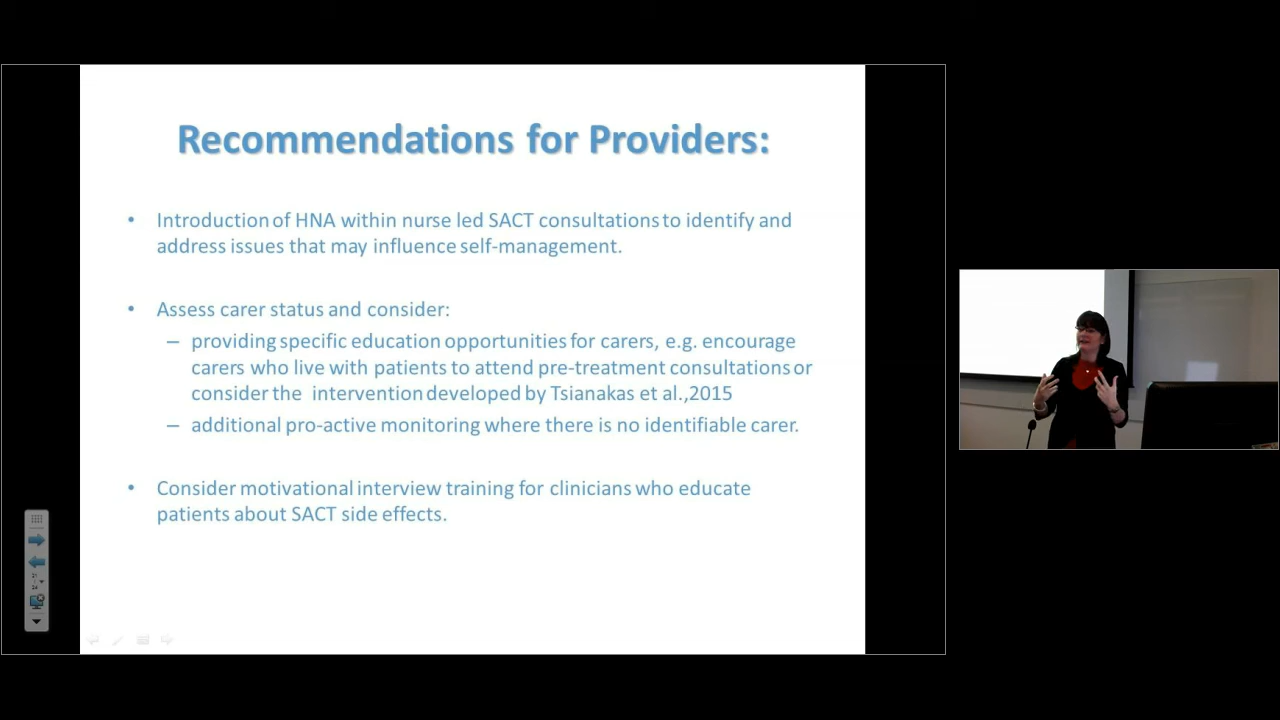 Recommendations for Providers:
• Introduction of HNA within nurse led SACT consultations to identify and
address issues that may influence self-management.
• Assess carer status and consider:
– providing specific education opportunities for carers, e.g. encourage
carers who live with patients to attend pre-treatment consultations or
consider the intervention developed by Tsianakas et al.,2015
– additional pro-active monitoring where there is no identifiable carer.
• Consider motivational interview training for clinicians who educate
patients about SACT side effects.